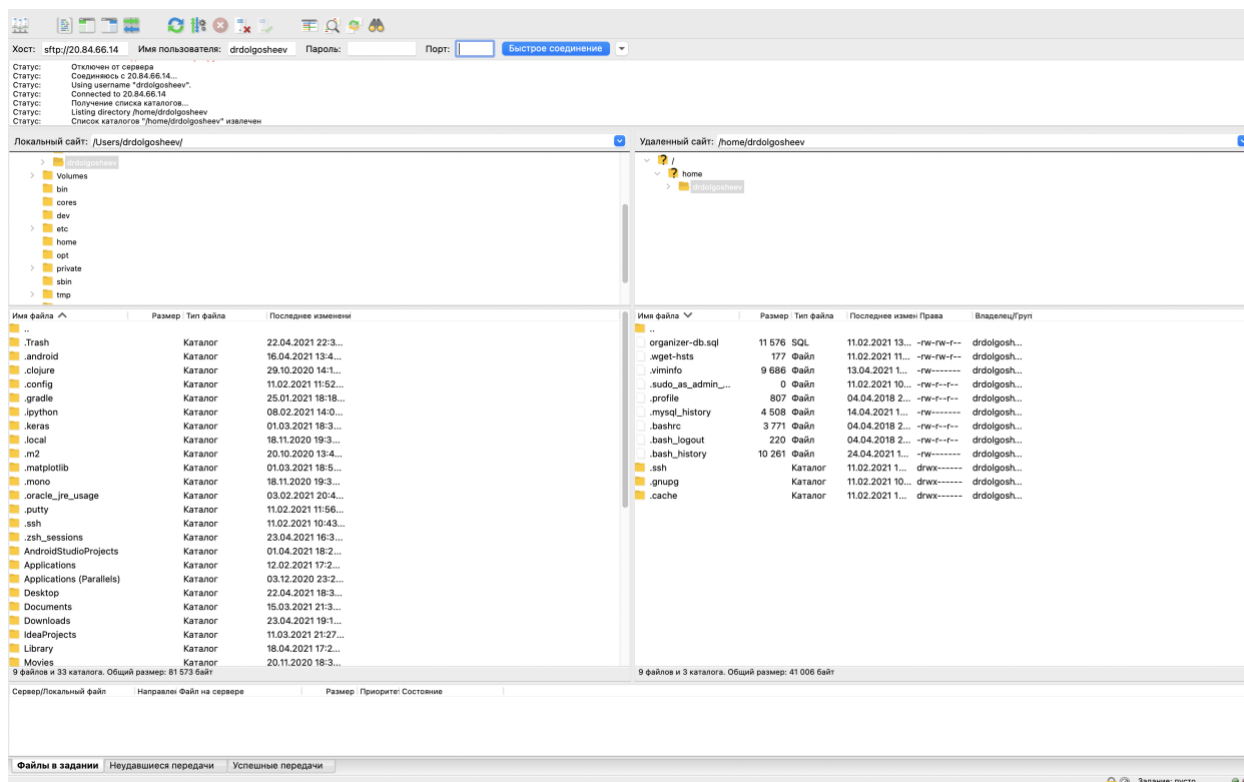 Хост: sftp://20.84.66.14 Имя пользователя: drdolgosheev Пароль: Порт: Быстрое соединение
Статус: Отключен от сервера
Статус: Соединяюсь с 20.84.66.14...
Статус: Using username "drdolgosheev".
Статус: Connected to 20.84.66.14
Статус: Получение списка каталогов...
Статус: Listing directory /home/drdolgosheev
Статус: Список каталогов "/home/drdolgosheev" извлечен
Локальный сайт: /Users/drdolgosheev/
drdolgosheev
Volumes
bin
cores
dev
etc
home
opt
private
sbin
tmp
Имя файла Размер Тип файла Последнее изменени
..
.Trash Каталог 22.04.2021 22:3...
.android Каталог 16.04.2021 13:4...
.clojure Каталог 29.10.2020 14:1...
.config Каталог 11.02.2021 11:52...
.gradle Каталог 25.01.2021 18:18...
.ipython Каталог 08.02.2021 14:0...
.keras Каталог 01.03.2021 18:3...
.local Каталог 18.11.2020 19:3...
.m2 Каталог 20.10.2020 13:4...
.matplotlib Каталог 01.03.2021 18:5...
.mono Каталог 18.11.2020 19:3...
.oracle_jre_usage Каталог 03.02.2021 20:4...
.putty Каталог 11.02.2021 11:56...
.ssh Каталог 11.02.2021 10:43...
.zsh_sessions Каталог 23.04.2021 16:3...
AndroidStudioProjects Каталог 01.04.2021 18:2...
Applications Каталог 12.02.2021 17:2...
Applications (Parallels) Каталог 03.12.2020 23:2...
Desktop Каталог 22.04.2021 18:3...
Documents Каталог 15.03.2021 21:3...
Downloads Каталог 23.04.2021 19:1...
IdeaProjects Каталог 11.03.2021 21:27...
Library Каталог 18.04.2021 17:2...
Movies Каталог 20.11.2020 18:3...
9 файлов и 33 каталога. Общий размер: 81 573 байт
Удаленный сайт: /home/drdolgosheev
/
home
drdolgosheev
Имя файла Размер Тип файла Последнее измен Права Владелец/Груп
..
organizer-db.sql 11 576 SQL 11.02.2021 13... -rw-rw-r-- drdolgosh...
.wget-hsts 177 Файл 11.02.2021 11... -rw-rw-r-- drdolgosh...
.viminfo 9 686 Файл 13.04.2021 1... -rw------- drdolgosh...
.sudo_as_admin_... 0 Файл 11.02.2021 10... -rw-r--r-- drdolgosh...
.profile 807 Файл 04.04.2018 2... -rw-r--r-- drdolgosh...
.mysql_history 4 508 Файл 14.04.2021 1... -rw------- drdolgosh...
.bashrc 3 771 Файл 04.04.2018 2... -rw-r--r-- drdolgosh...
.bash_logout 220 Файл 04.04.2018 2... -rw-r--r-- drdolgosh...
.bash_history 10 261 Файл 24.04.2021 1... -rw------- drdolgosh...
.ssh Каталог 11.02.2021 1... drwx------ drdolgosh...
.gnupg Каталог 11.02.2021 10... drwx------ drdolgosh...
.cache Каталог 11.02.2021 1... drwx------ drdolgosh...
9 файлов и 3 каталога. Общий размер: 41 006 байт
Сервер/Локальный файл Направлен Файл на сервере Размер Приоритет Состояние
Файлы в задании Неудавшиеся передачи Успешные передачи
Задание: пусто